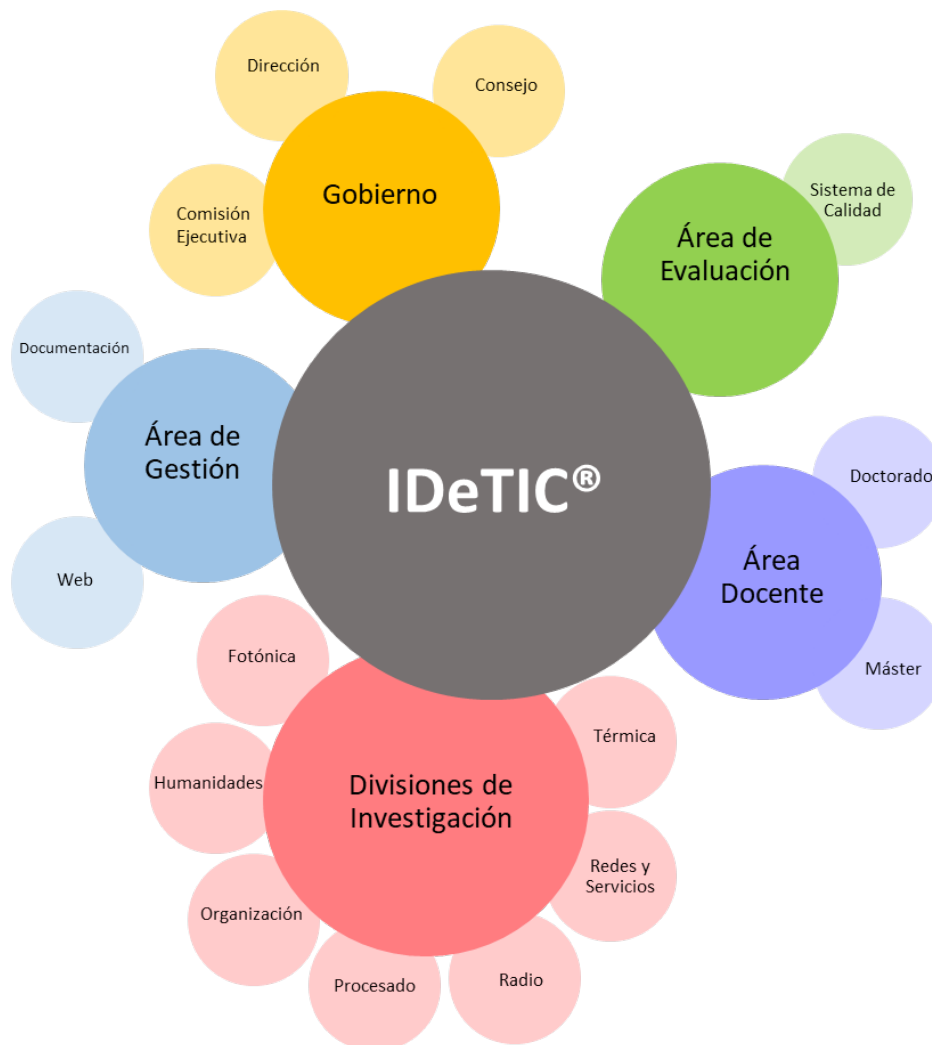 Dirección
Consejo
Gobierno
Comisión
Ejecutiva
Sistema de
Calidad
Área de
Evaluación
Documentación
Área de
Gestión
Web
IDeTIC®
Doctorado
Área
Docente
Máster
Fotónica
Térmica
Humanidades
Divisiones de
Investigación
Redes y
Servicios
Organización
Procesado
Radio